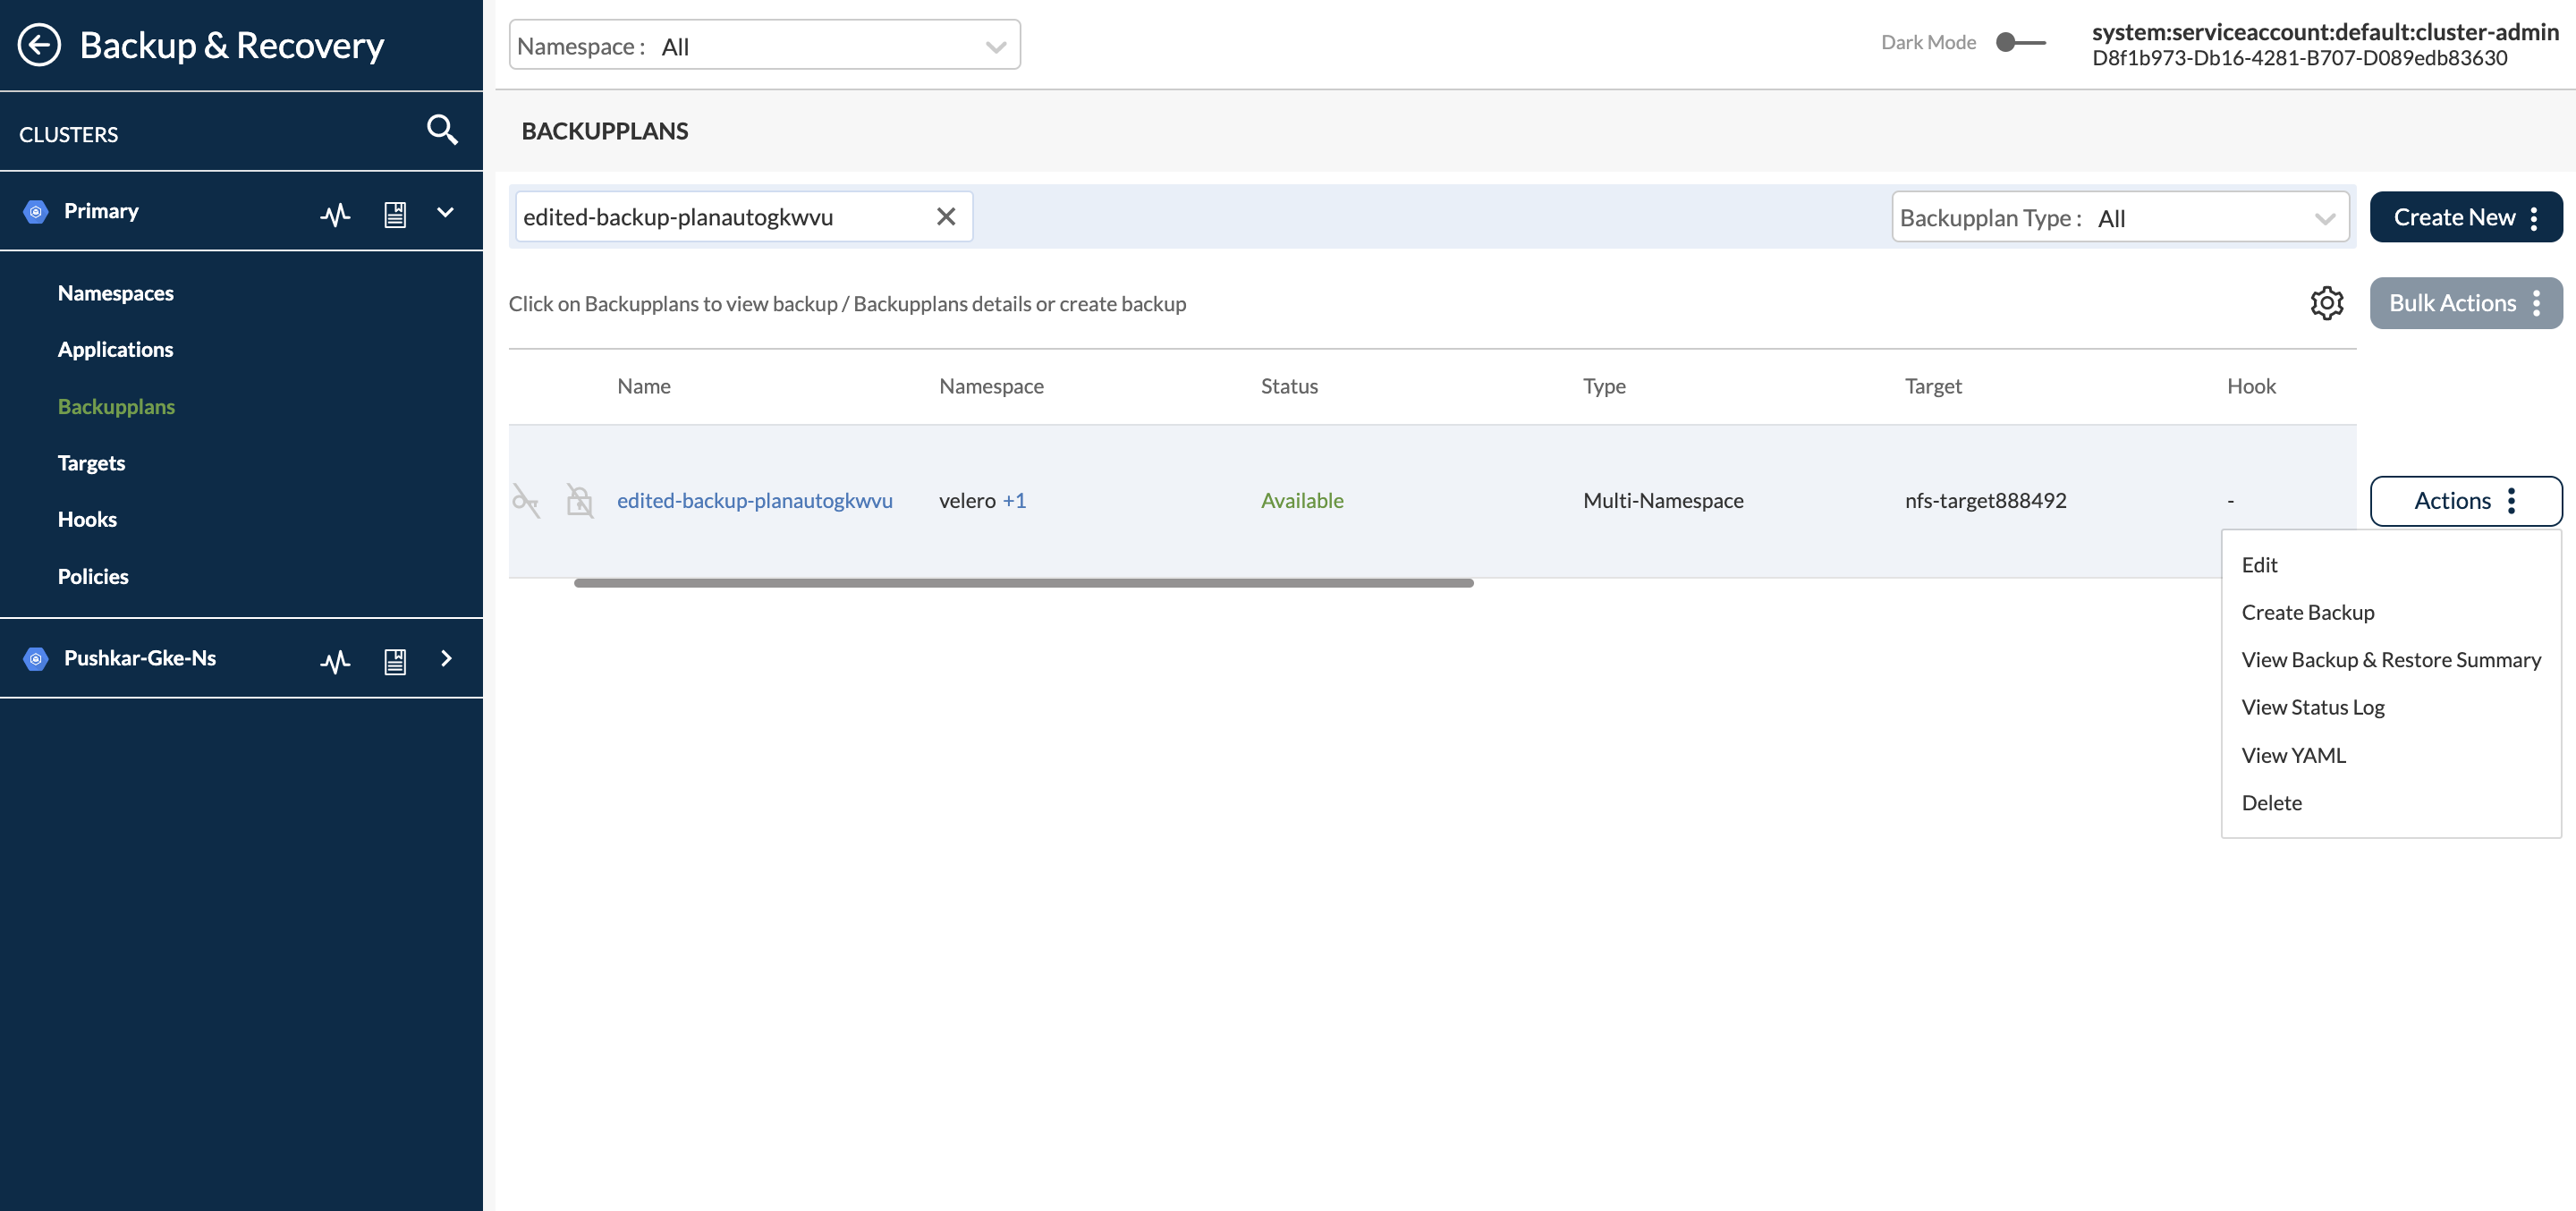 Backup & Recovery
CLUSTERS
Primary
Namespaces
Applications
Backupplans
Targets
Hooks
Policies
Pushkar-Gke-Ns
Namespace : All
Dark Mode
system:serviceaccount:default:cluster-admin
D8f1b973-Db16-4281-B707-D089edb83630
BACKUPPLANS
edited-backup-planautogkwvu
Backupplan Type : All
Create New
Click on Backupplans to view backup / Backupplans details or create backup
Bulk Actions
Name Namespace Status Type Target Hook
edited-backup-planautogkwvu velero +1 Available Multi-Namespace nfs-target888492 -
Actions
Edit
Create Backup
View Backup & Restore Summary
View Status Log
View YAML
Delete